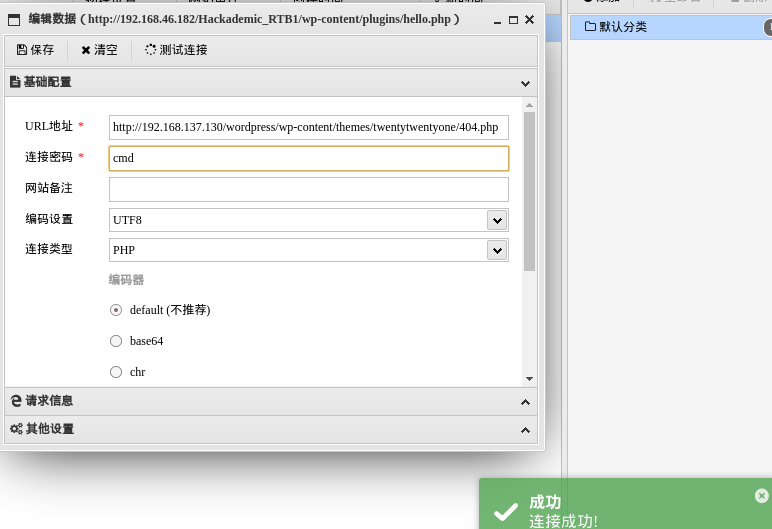 编辑数据 ( http://192.168.46.182/Hackademic_RTB1/wp-content/plugins/hello.php )
保存 清空 测试连接
默认分类
基础配置
URL地址 * http://192.168.137.130/wordpress/wp-content/themes/twentytwentyone/404.php
连接密码 * cmd
网站备注
编码设置 UTF8
连接类型 PHP
编码器
default (不推荐)
base64
chr
请求信息
其他设置
成功
连接成功!